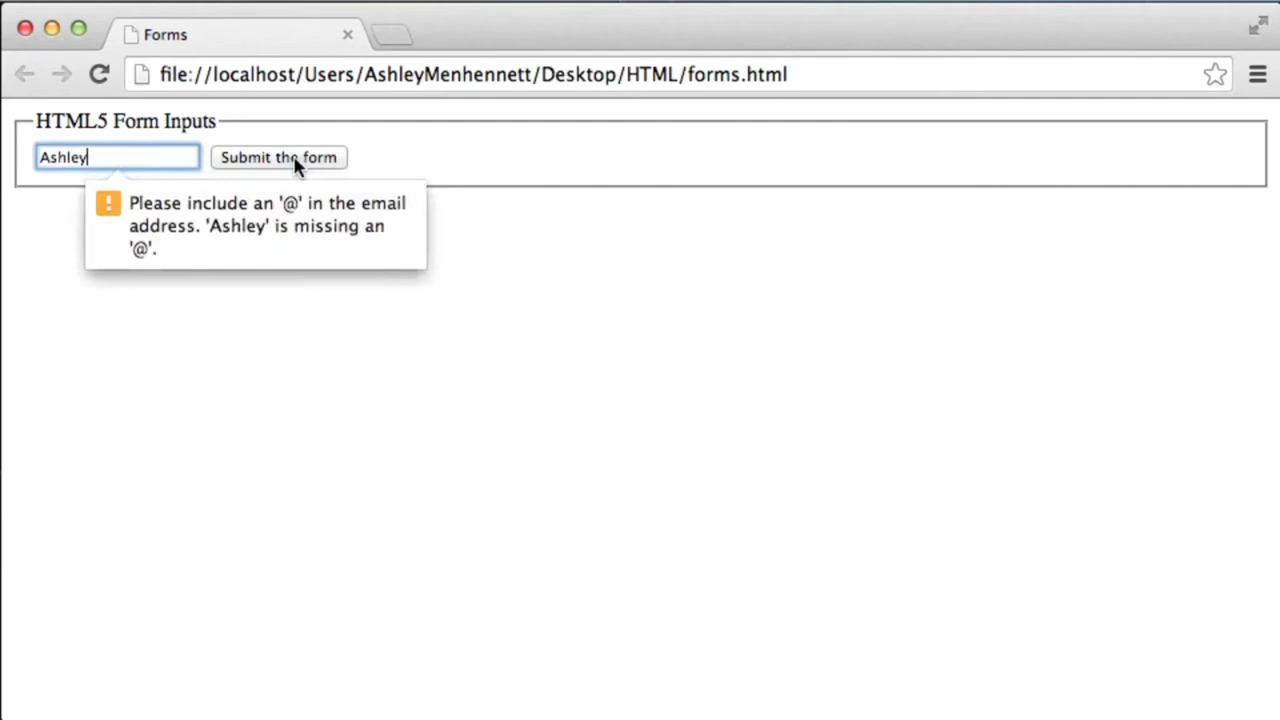 Forms
file://localhost/Users/AshleyMenhennett/Desktop/HTML/forms.html
HTML5 Form Inputs
Ashley Submit the form
Please include an '@' in the email
address. 'Ashley' is missing an
'@'.